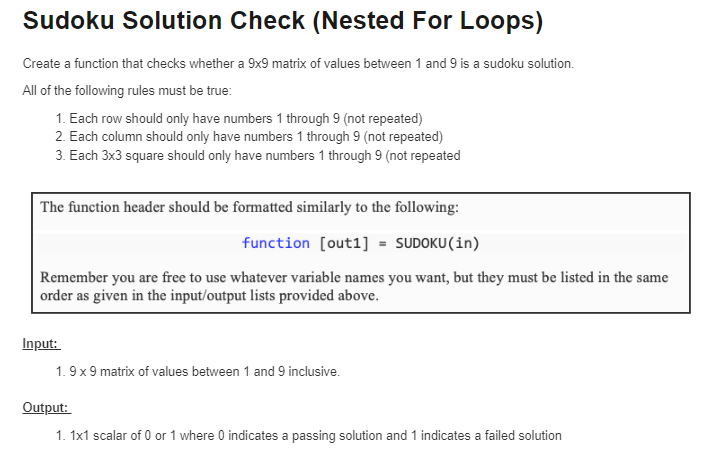 Sudoku Solution Check (Nested For Loops)
Create a function that checks whether a 9x9 matrix of values between 1 and 9 is a sudoku solution.
All of the following rules must be true:
1. Each row should only have numbers 1 through 9 (not repeated)
2. Each column should only have numbers 1 through 9 (not repeated)
3. Each 3x3 square should only have numbers 1 through 9 (not repeated
The function header should be formatted similarly to the following:
function [out1] = SUDOKU(in)
Remember you are free to use whatever variable names you want, but they must be listed in the same
order as given in the input/output lists provided above.
Input:
1. 9 x 9 matrix of values between 1 and 9 inclusive.
Output:
1. 1x1 scalar of 0 or 1 where 0 indicates a passing solution and 1 indicates a failed solution